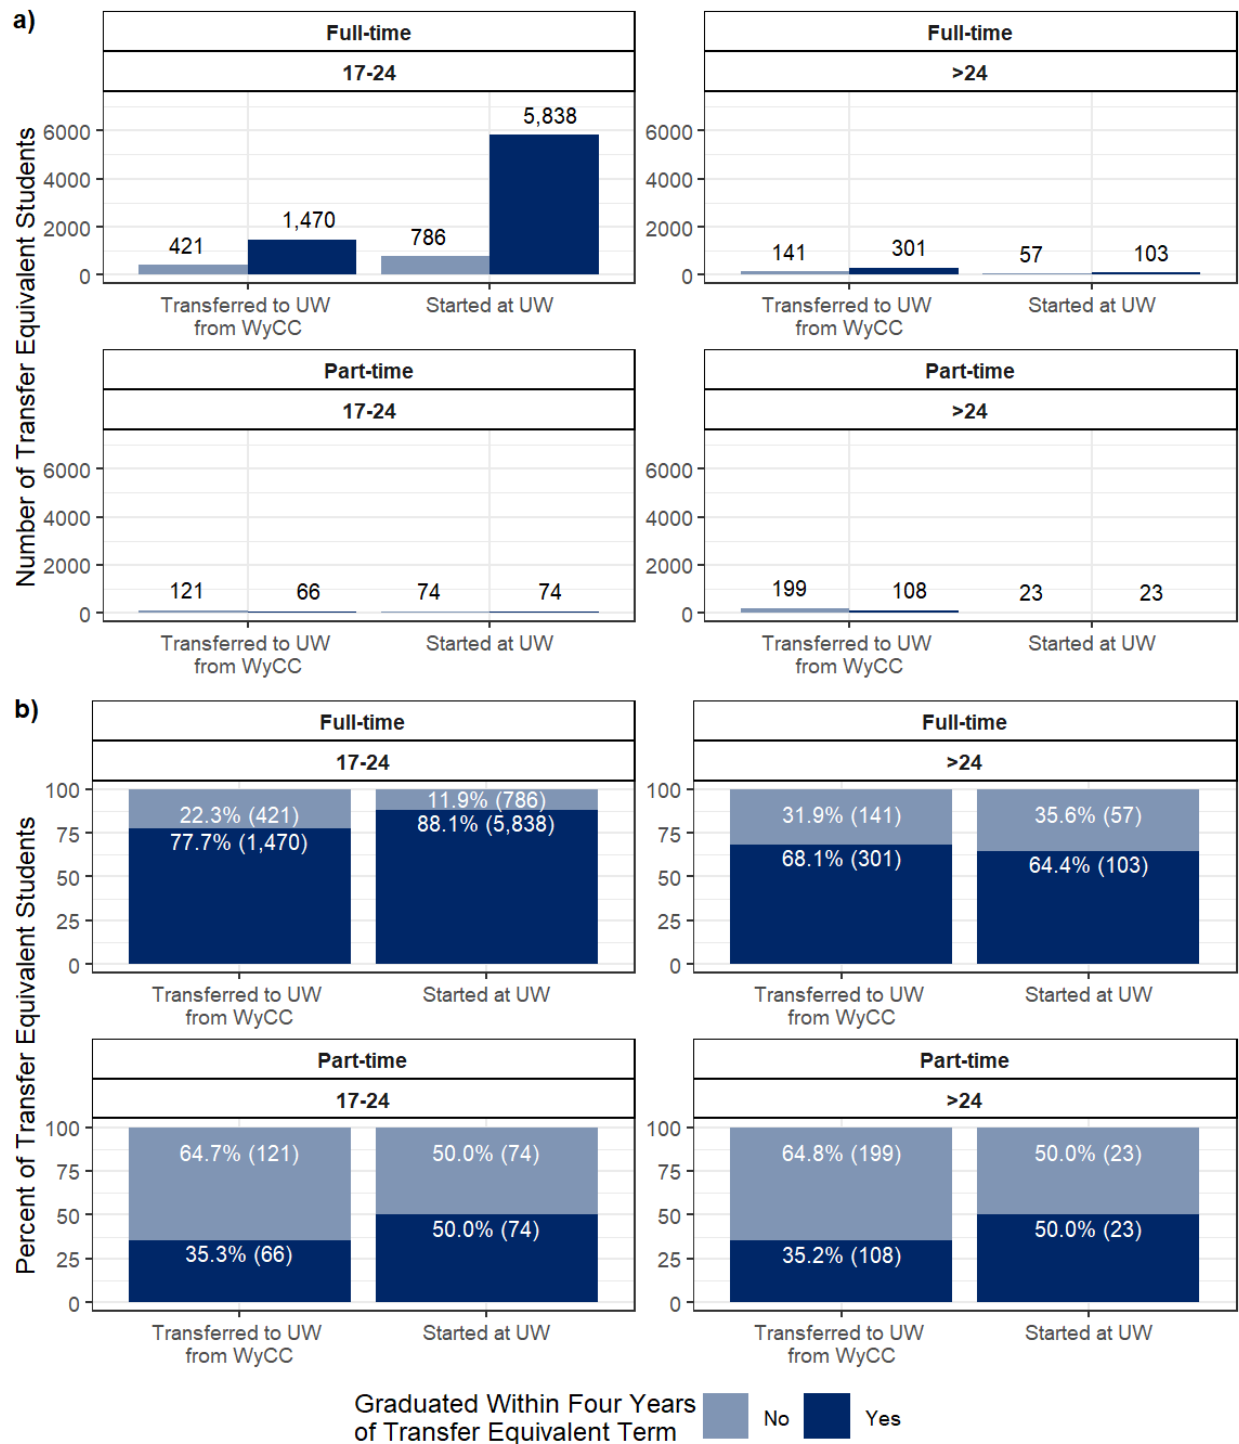 a)
Number of Transfer Equivalent Students
Full-time
17-24
6000
4000
2000
0
421
1,470
786
5,838
Transferred to UW
from WyCC
Started at UW
Full-time
>24
6000
4000
2000
0
141
301
57
103
Transferred to UW
from WyCC
Started at UW
Part-time
17-24
6000
4000
2000
0
121
66
74
74
Transferred to UW
from WyCC
Started at UW
Part-time
>24
6000
4000
2000
0
199
108
23
23
Transferred to UW
from WyCC
Started at UW
b)
Percent of Transfer Equivalent Students
Full-time
17-24
100
75
50
25
0
22.3% (421)
77.7% (1,470)
11.9% (786)
88.1% (5,838)
Transferred to UW
from WyCC
Started at UW
Full-time
>24
100
75
50
25
0
31.9% (141)
68.1% (301)
35.6% (57)
64.4% (103)
Transferred to UW
from WyCC
Started at UW
Part-time
17-24
100
75
50
25
0
64.7% (121)
35.3% (66)
50.0% (74)
50.0% (74)
Transferred to UW
from WyCC
Started at UW
Part-time
>24
100
75
50
25
0
64.8% (199)
35.2% (108)
50.0% (23)
50.0% (23)
Transferred to UW
from WyCC
Started at UW
Graduated Within Four Years
of Transfer Equivalent Term
No
Yes